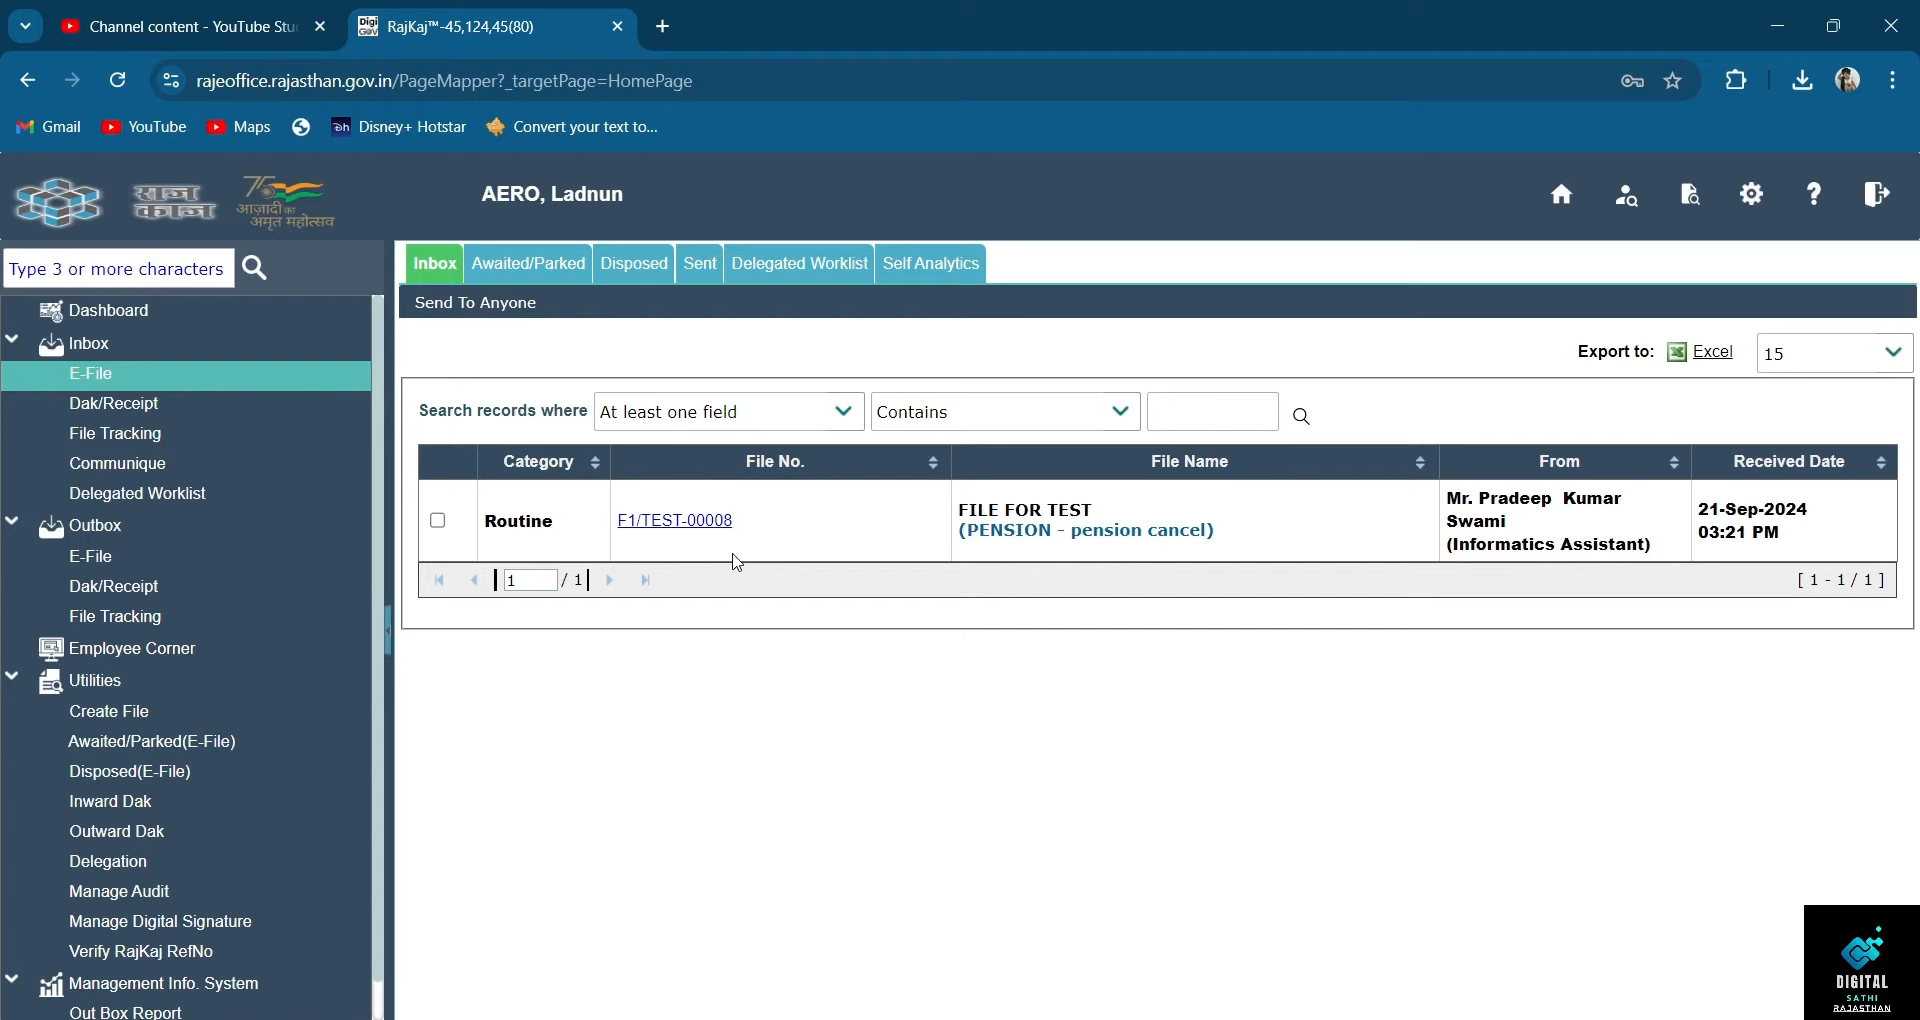 Channel content - YouTube Stu
RajKaj™-45,124,45(80)
rajeoffice.rajasthan.gov.in/PageMapper?_targetPage=HomePage
Gmail
YouTube
Maps
Disney+ Hotstar
Convert your text to...
राज काज
75
आज़ादी का
अमृत महोत्सव
AERO, Ladnun
Type 3 or more characters
Dashboard
Inbox
E-File
Dak/Receipt
File Tracking
Communique
Delegated Worklist
Outbox
E-File
Dak/Receipt
File Tracking
Employee Corner
Utilities
Create File
Awaited/Parked(E-File)
Disposed(E-File)
Inward Dak
Outward Dak
Delegation
Manage Audit
Manage Digital Signature
Verify RajKaj RefNo
Management Info. System
Out Box Report
Inbox Awaited/Parked Disposed Sent Delegated Worklist Self Analytics
Send To Anyone
Export to: Excel 15
Search records where At least one field Contains
Category File No. File Name From Received Date
Routine F1/TEST-00008
FILE FOR TEST
(PENSION - pension cancel)
Mr. Pradeep Kumar
Swami
(Informatics Assistant)
21-Sep-2024
03:21 PM
1 / 1
[ 1 - 1 / 1 ]
DIGITAL
SATHI
RAJASTHAN